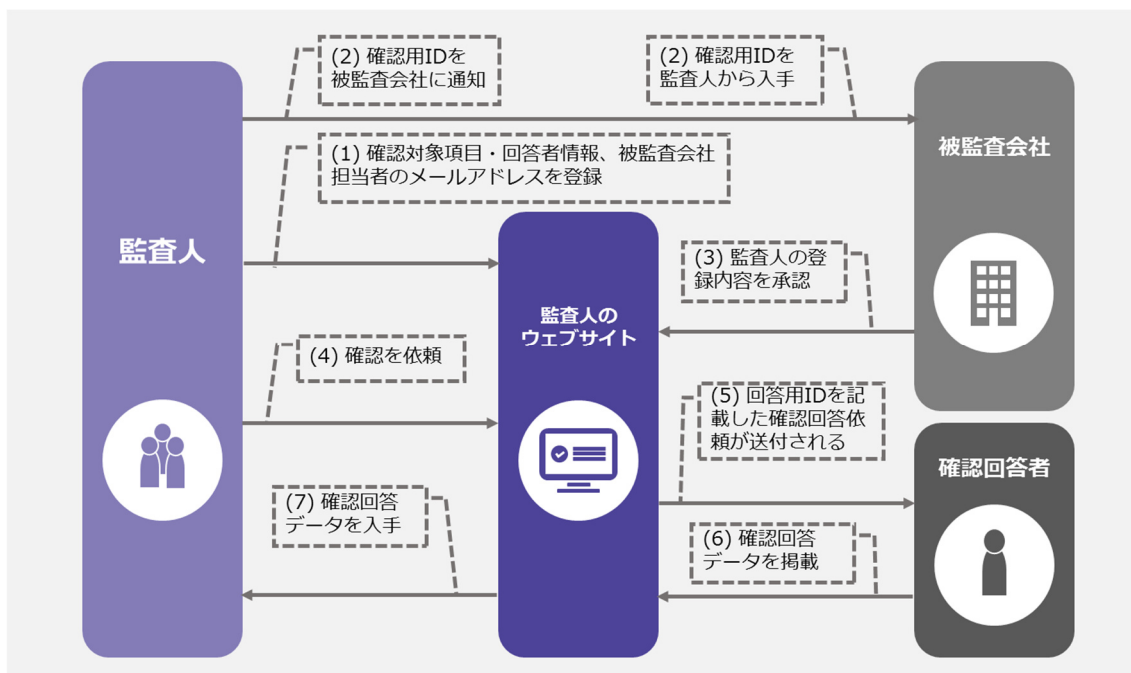 (2) 確認用IDを
被監査会社に通知
(2) 確認用IDを
監査人から入手
被監査会社
(1) 確認対象項目・回答者情報、被監査会社
担当者のメールアドレスを登録
監査人
(3) 監査人の登
録内容を承認
監査人の
ウェブサイト
(4) 確認を依頼
(5) 回答用IDを記
載した確認回答依
頼が送付される
確認回答者
(7) 確認回答
データを入手
(6) 確認回答
データを掲載